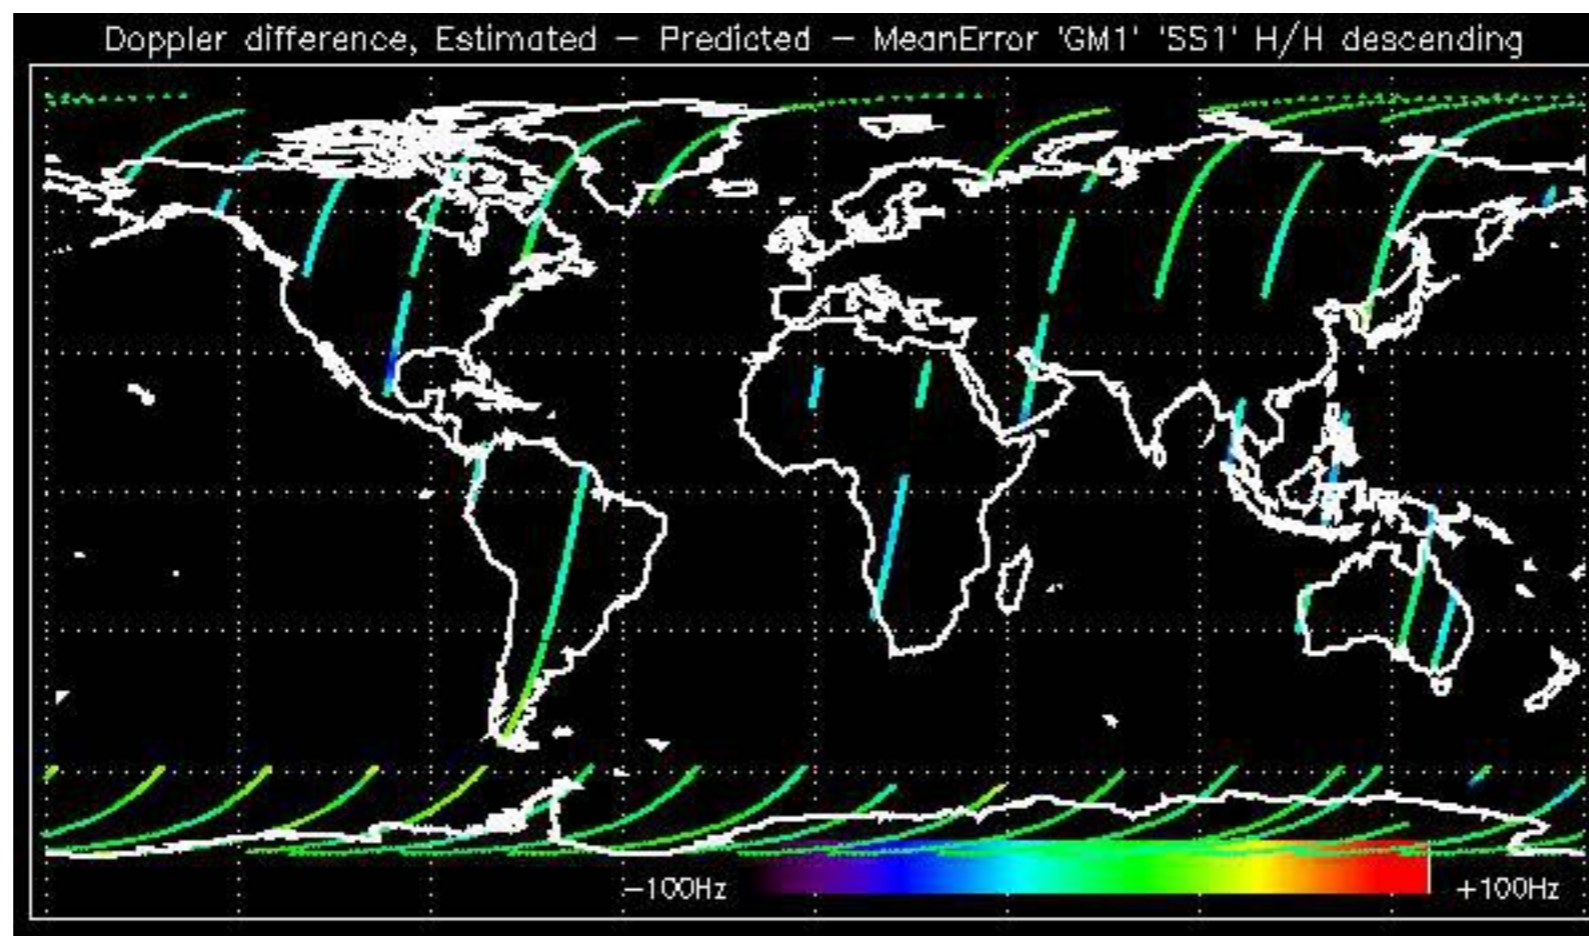 Doppler difference, Estimated – Predicted – MeanError 'GM1' 'SS1' H/H descending
−100Hz
+100Hz